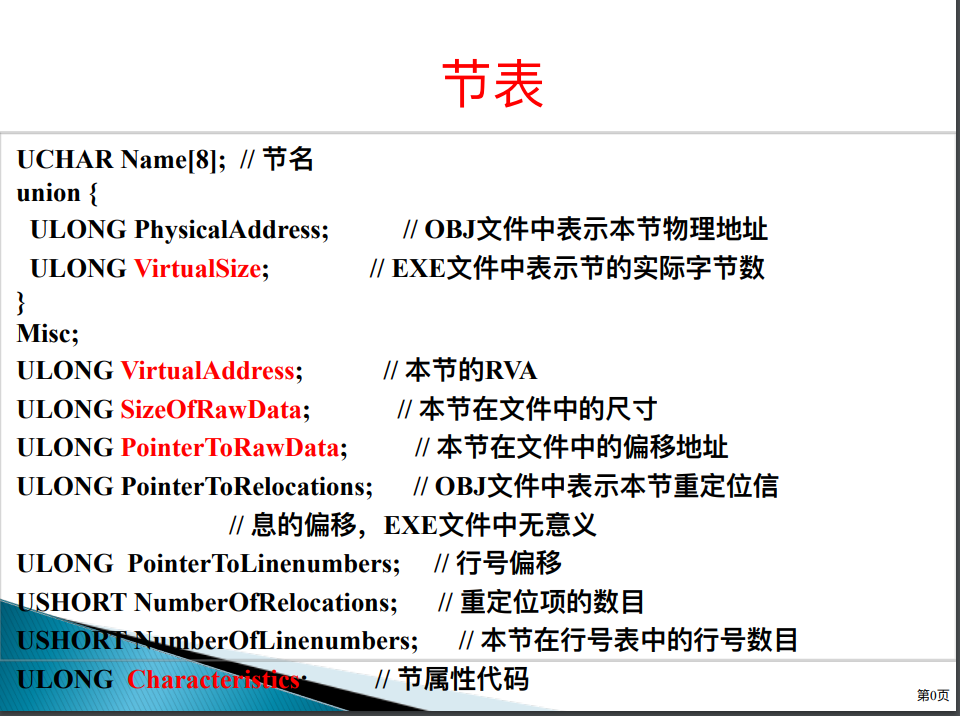 节表
UCHAR Name[8]; // 节名
union {
ULONG PhysicalAddress; // OBJ文件中表示本节物理地址
ULONG VirtualSize; // EXE文件中表示节的实际字节数
}
Misc;
ULONG VirtualAddress; // 本节的RVA
ULONG SizeOfRawData; // 本节在文件中的尺寸
ULONG PointerToRawData; // 本节在文件中的偏移地址
ULONG PointerToRelocations; // OBJ文件中表示本节重定位信
// 息的偏移，EXE文件中无意义
ULONG PointerToLinenumbers; // 行号偏移
USHORT NumberOfRelocations; // 重定位项的数目
USHORT NumberOfLinenumbers; // 本节在行号表中的行号数目
ULONG Characteristics; // 节属性代码
第0页